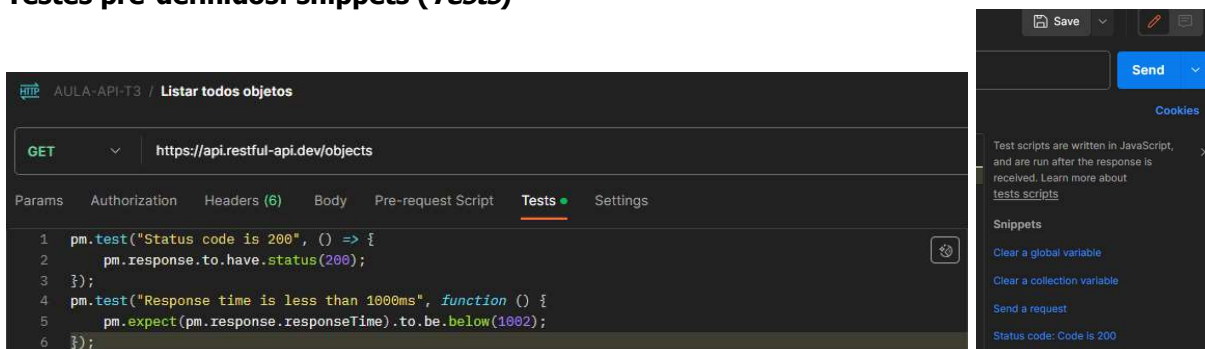 Testes pré-definidos: snippets (Tests)
HTTP AULA-API-T3 / Listar todos objetos
GET https://api.restful-api.dev/objects
Params Authorization Headers (6) Body Pre-request Script Tests Settings
1 pm.test("Status code is 200", () => {
2 pm.response.to.have.status(200);
3 });
4 pm.test("Response time is less than 1000ms", function () {
5 pm.expect(pm.response.responseTime).to.be.below(1002);
6 });
Save
Send
Cookies
Test scripts are written in JavaScript,
and are run after the response is
received. Learn more about
tests scripts
Snippets
Clear a global variable
Clear a collection variable
Send a request
Status code: Code is 200